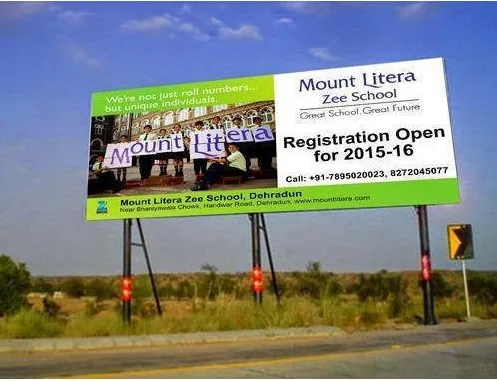 We're not just roll numbers...
but unique individuals.
Mount Litera
Mount Litera
Zee School
Great School.Great Future
Registration Open
for 2015-16
Call: +91-7895020023, 8272045077
Mount Litera Zee School, Dehradun
Near Bhaniyawala Chowk, Haridwar Road, Dehradun, www.mountlitera.com